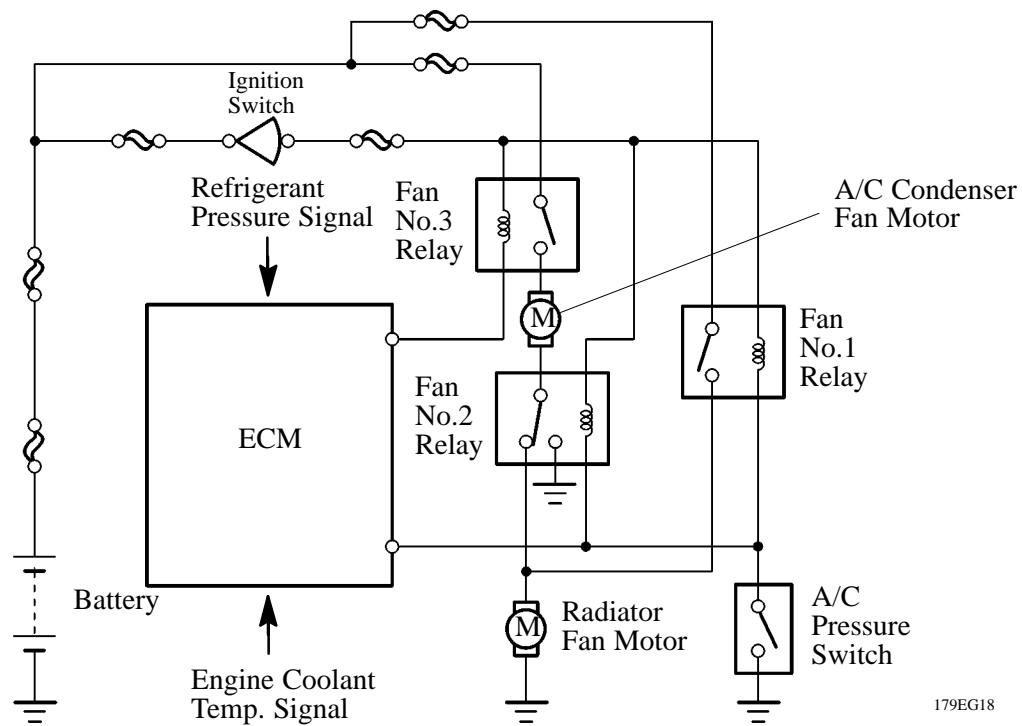 Ignition
Switch
Refrigerant
Pressure Signal
Fan
No.3
Relay
A/C Condenser
Fan Motor
M
Fan
No.1
Relay
Fan
No.2
Relay
ECM
Battery
M
Radiator
Fan Motor
A/C
Pressure
Switch
Engine Coolant
Temp. Signal
179EG18